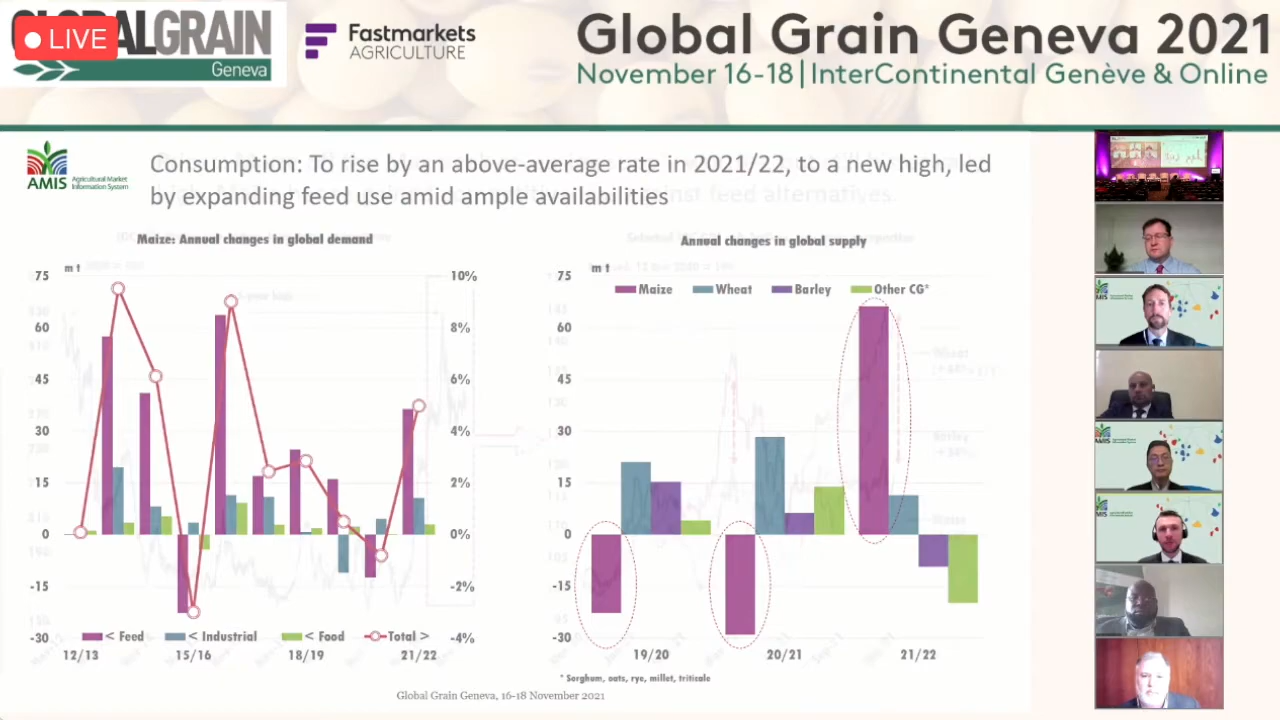 LIVE
GLOBALGRAIN
Geneva
Fastmarkets
AGRICULTURE
Global Grain Geneva 2021
November 16-18 | InterContinental Genève & Online
AMIS
Agricultural Market
Information System
Consumption: To rise by an above-average rate in 2021/22, to a new high, led
by expanding feed use amid ample availabilities
Maize: Annual changes in global demand
m t
75
60
45
30
15
0
-15
-30
10%
8%
6%
4%
2%
0%
-2%
-4%
< Feed
< Industrial
< Food
Total >
12/13
15/16
18/19
21/22
Annual changes in global supply
m t
Maize
Wheat
Barley
Other CG*
75
60
45
30
15
0
-15
-30
19/20
20/21
21/22
* Sorghum, oats, rye, millet, triticale
Global Grain Geneva, 16-18 November 2021